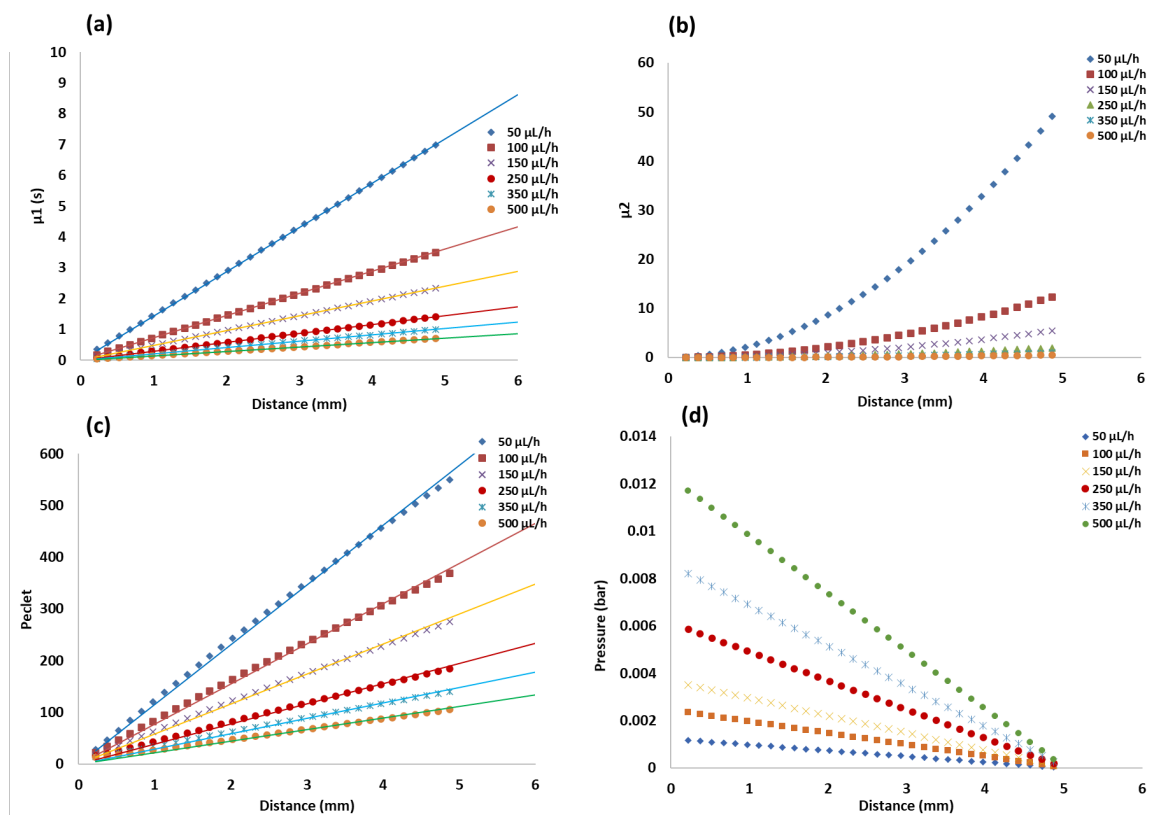 (a)
10
9
8
7
6
5
4
3
2
1
0
0 1 2 3 4 5 6
μ1 (s)
Distance (mm)
50 μL/h
100 μL/h
150 μL/h
250 μL/h
350 μL/h
500 μL/h
(b)
60
50
40
30
20
10
0
0 1 2 3 4 5 6
μ2
Distance (mm)
50 μL/h
100 μL/h
150 μL/h
250 μL/h
350 μL/h
500 μL/h
(c)
600
500
400
300
200
100
0
0 1 2 3 4 5 6
Peclet
Distance (mm)
50 μL/h
100 μL/h
150 μL/h
250 μL/h
350 μL/h
500 μL/h
(d)
0.014
0.012
0.01
0.008
0.006
0.004
0.002
0
0 1 2 3 4 5 6
Pressure (bar)
Distance (mm)
50 μL/h
100 μL/h
150 μL/h
250 μL/h
350 μL/h
500 μL/h